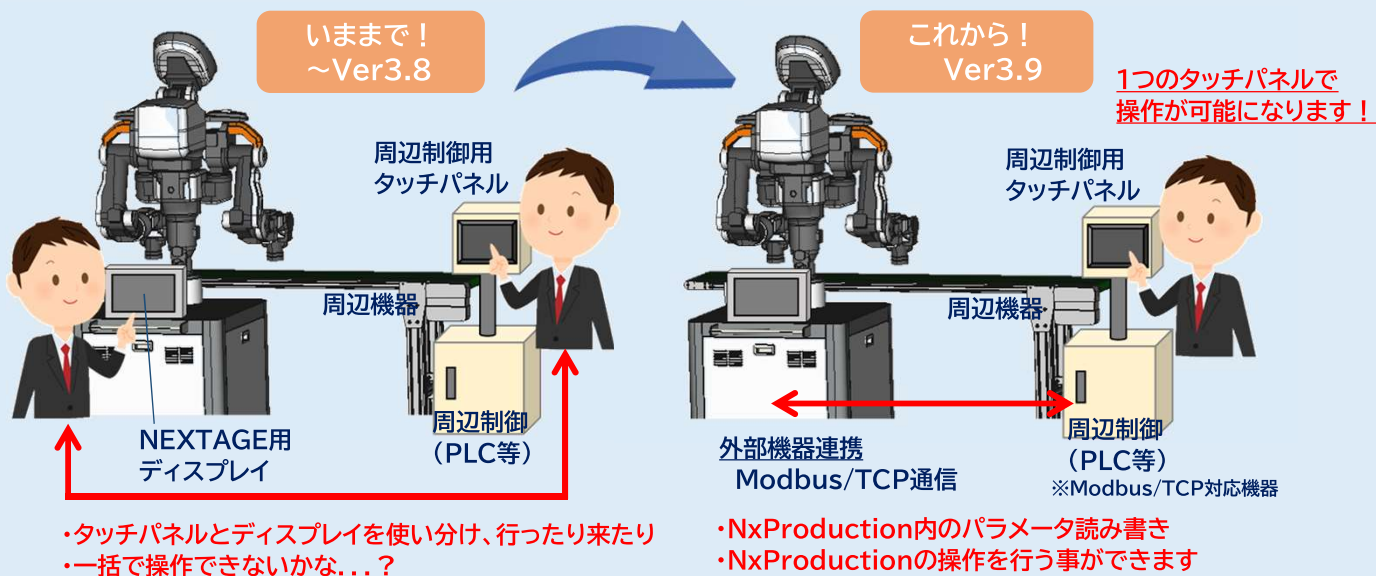 いままで！
～Ver3.8
周辺制御用
タッチパネル
周辺機器
NEXTAGE用
ディスプレイ
周辺制御
（PLC等）
・タッチパネルとディスプレイを使い分け、行ったり来たり
・一括で操作できないかな...？
これから！
Ver3.9
1つのタッチパネルで
操作が可能になります！
周辺制御用
タッチパネル
周辺機器
外部機器連携
Modbus/TCP通信
周辺制御
（PLC等）
※Modbus/TCP対応機器
・NxProduction内のパラメータ読み書き
・NxProductionの操作を行う事ができます